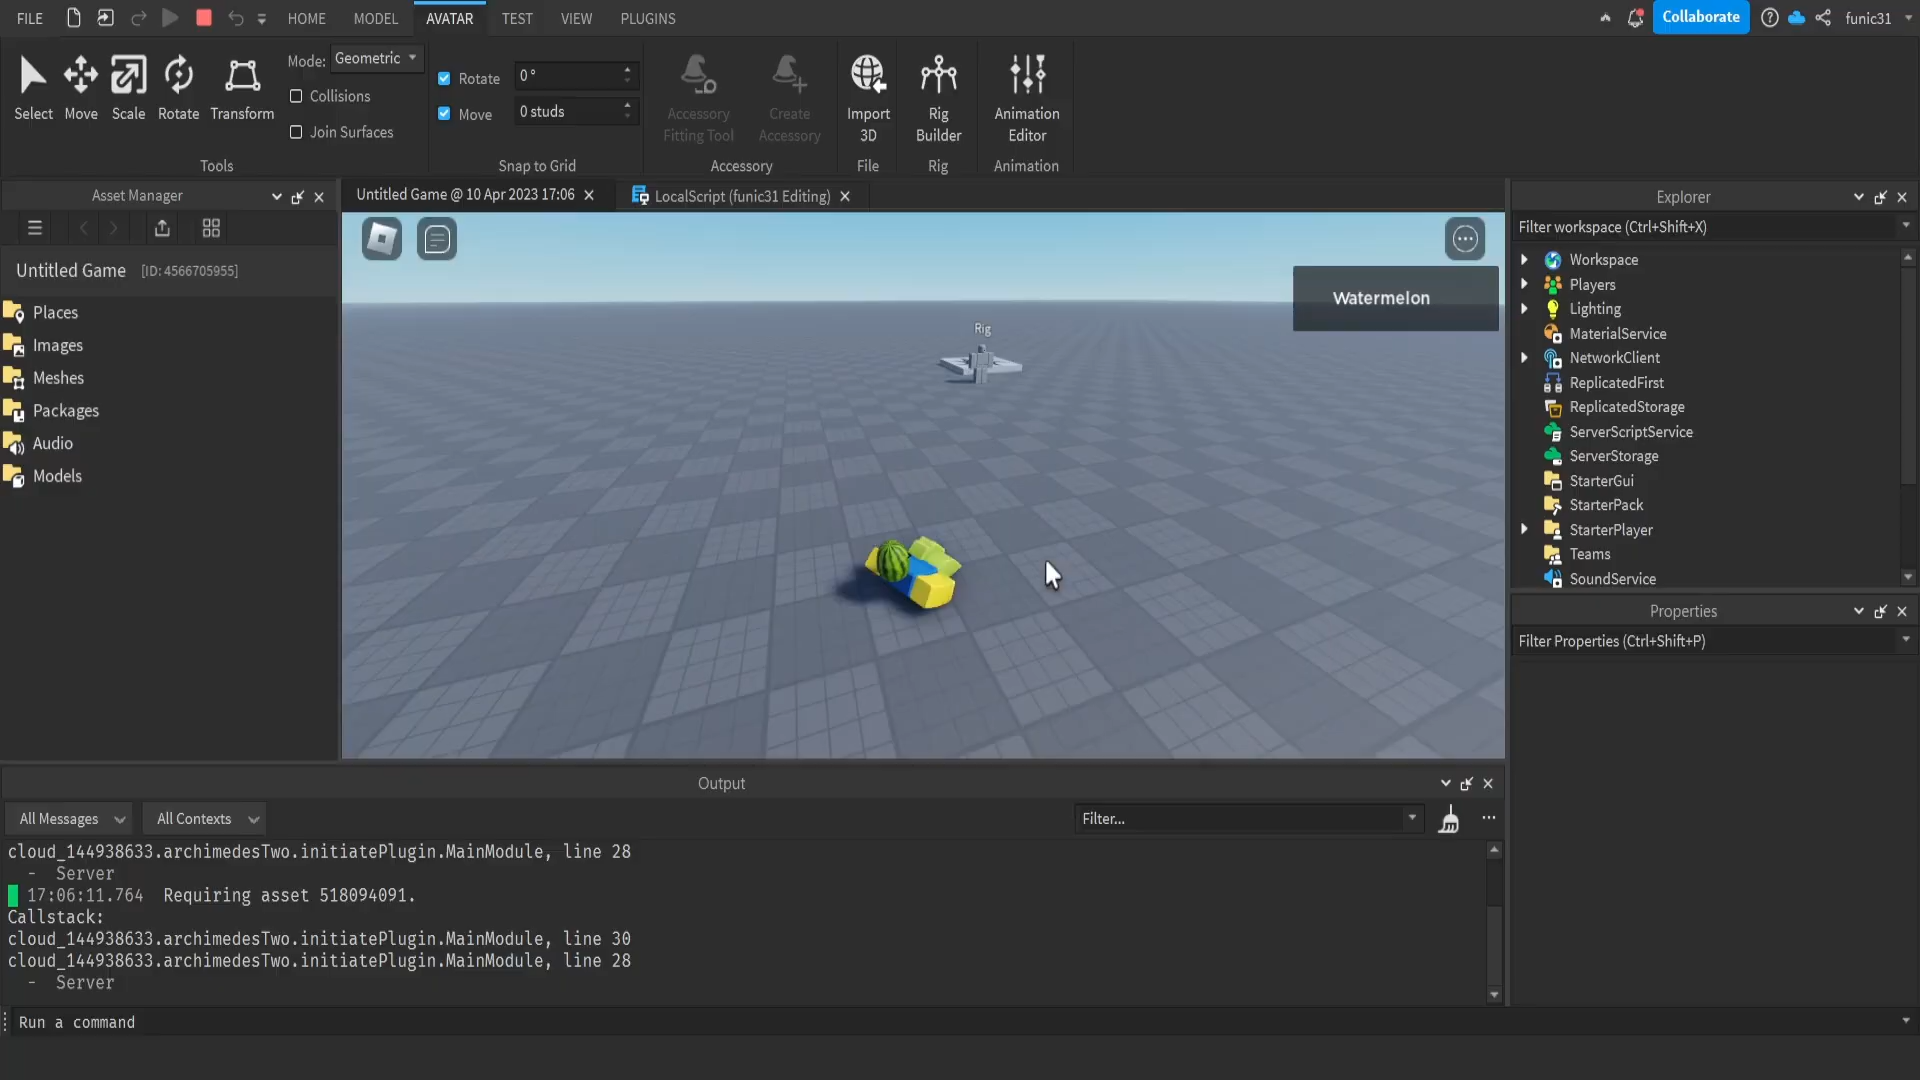 FILE
HOME
MODEL
AVATAR
TEST
VIEW
PLUGINS
Collaborate
funic31
Select
Move
Scale
Rotate
Transform
Mode: Geometric
Collisions
Join Surfaces
Tools
Rotate 0 °
Move 0 studs
Snap to Grid
Accessory
Fitting Tool
Create
Accessory
Accessory
Import
3D
File
Rig
Builder
Rig
Animation
Editor
Animation
Asset Manager
Untitled Game [ID: 4566705955]
Places
Images
Meshes
Packages
Audio
Models
Untitled Game @ 10 Apr 2023 17:06
LocalScript (funic31 Editing)
Watermelon
Rig
Explorer
Filter workspace (Ctrl+Shift+X)
Workspace
Players
Lighting
MaterialService
NetworkClient
ReplicatedFirst
ReplicatedStorage
ServerScriptService
ServerStorage
StarterGui
StarterPack
StarterPlayer
Teams
SoundService
Properties
Filter Properties (Ctrl+Shift+P)
Output
All Messages
All Contexts
Filter...
cloud_144938633.archimedesTwo.initiatePlugin.MainModule, line 28
- Server
17:06:11.764 Requiring asset 518094091.
Callstack:
cloud_144938633.archimedesTwo.initiatePlugin.MainModule, line 30
cloud_144938633.archimedesTwo.initiatePlugin.MainModule, line 28
- Server
Run a command